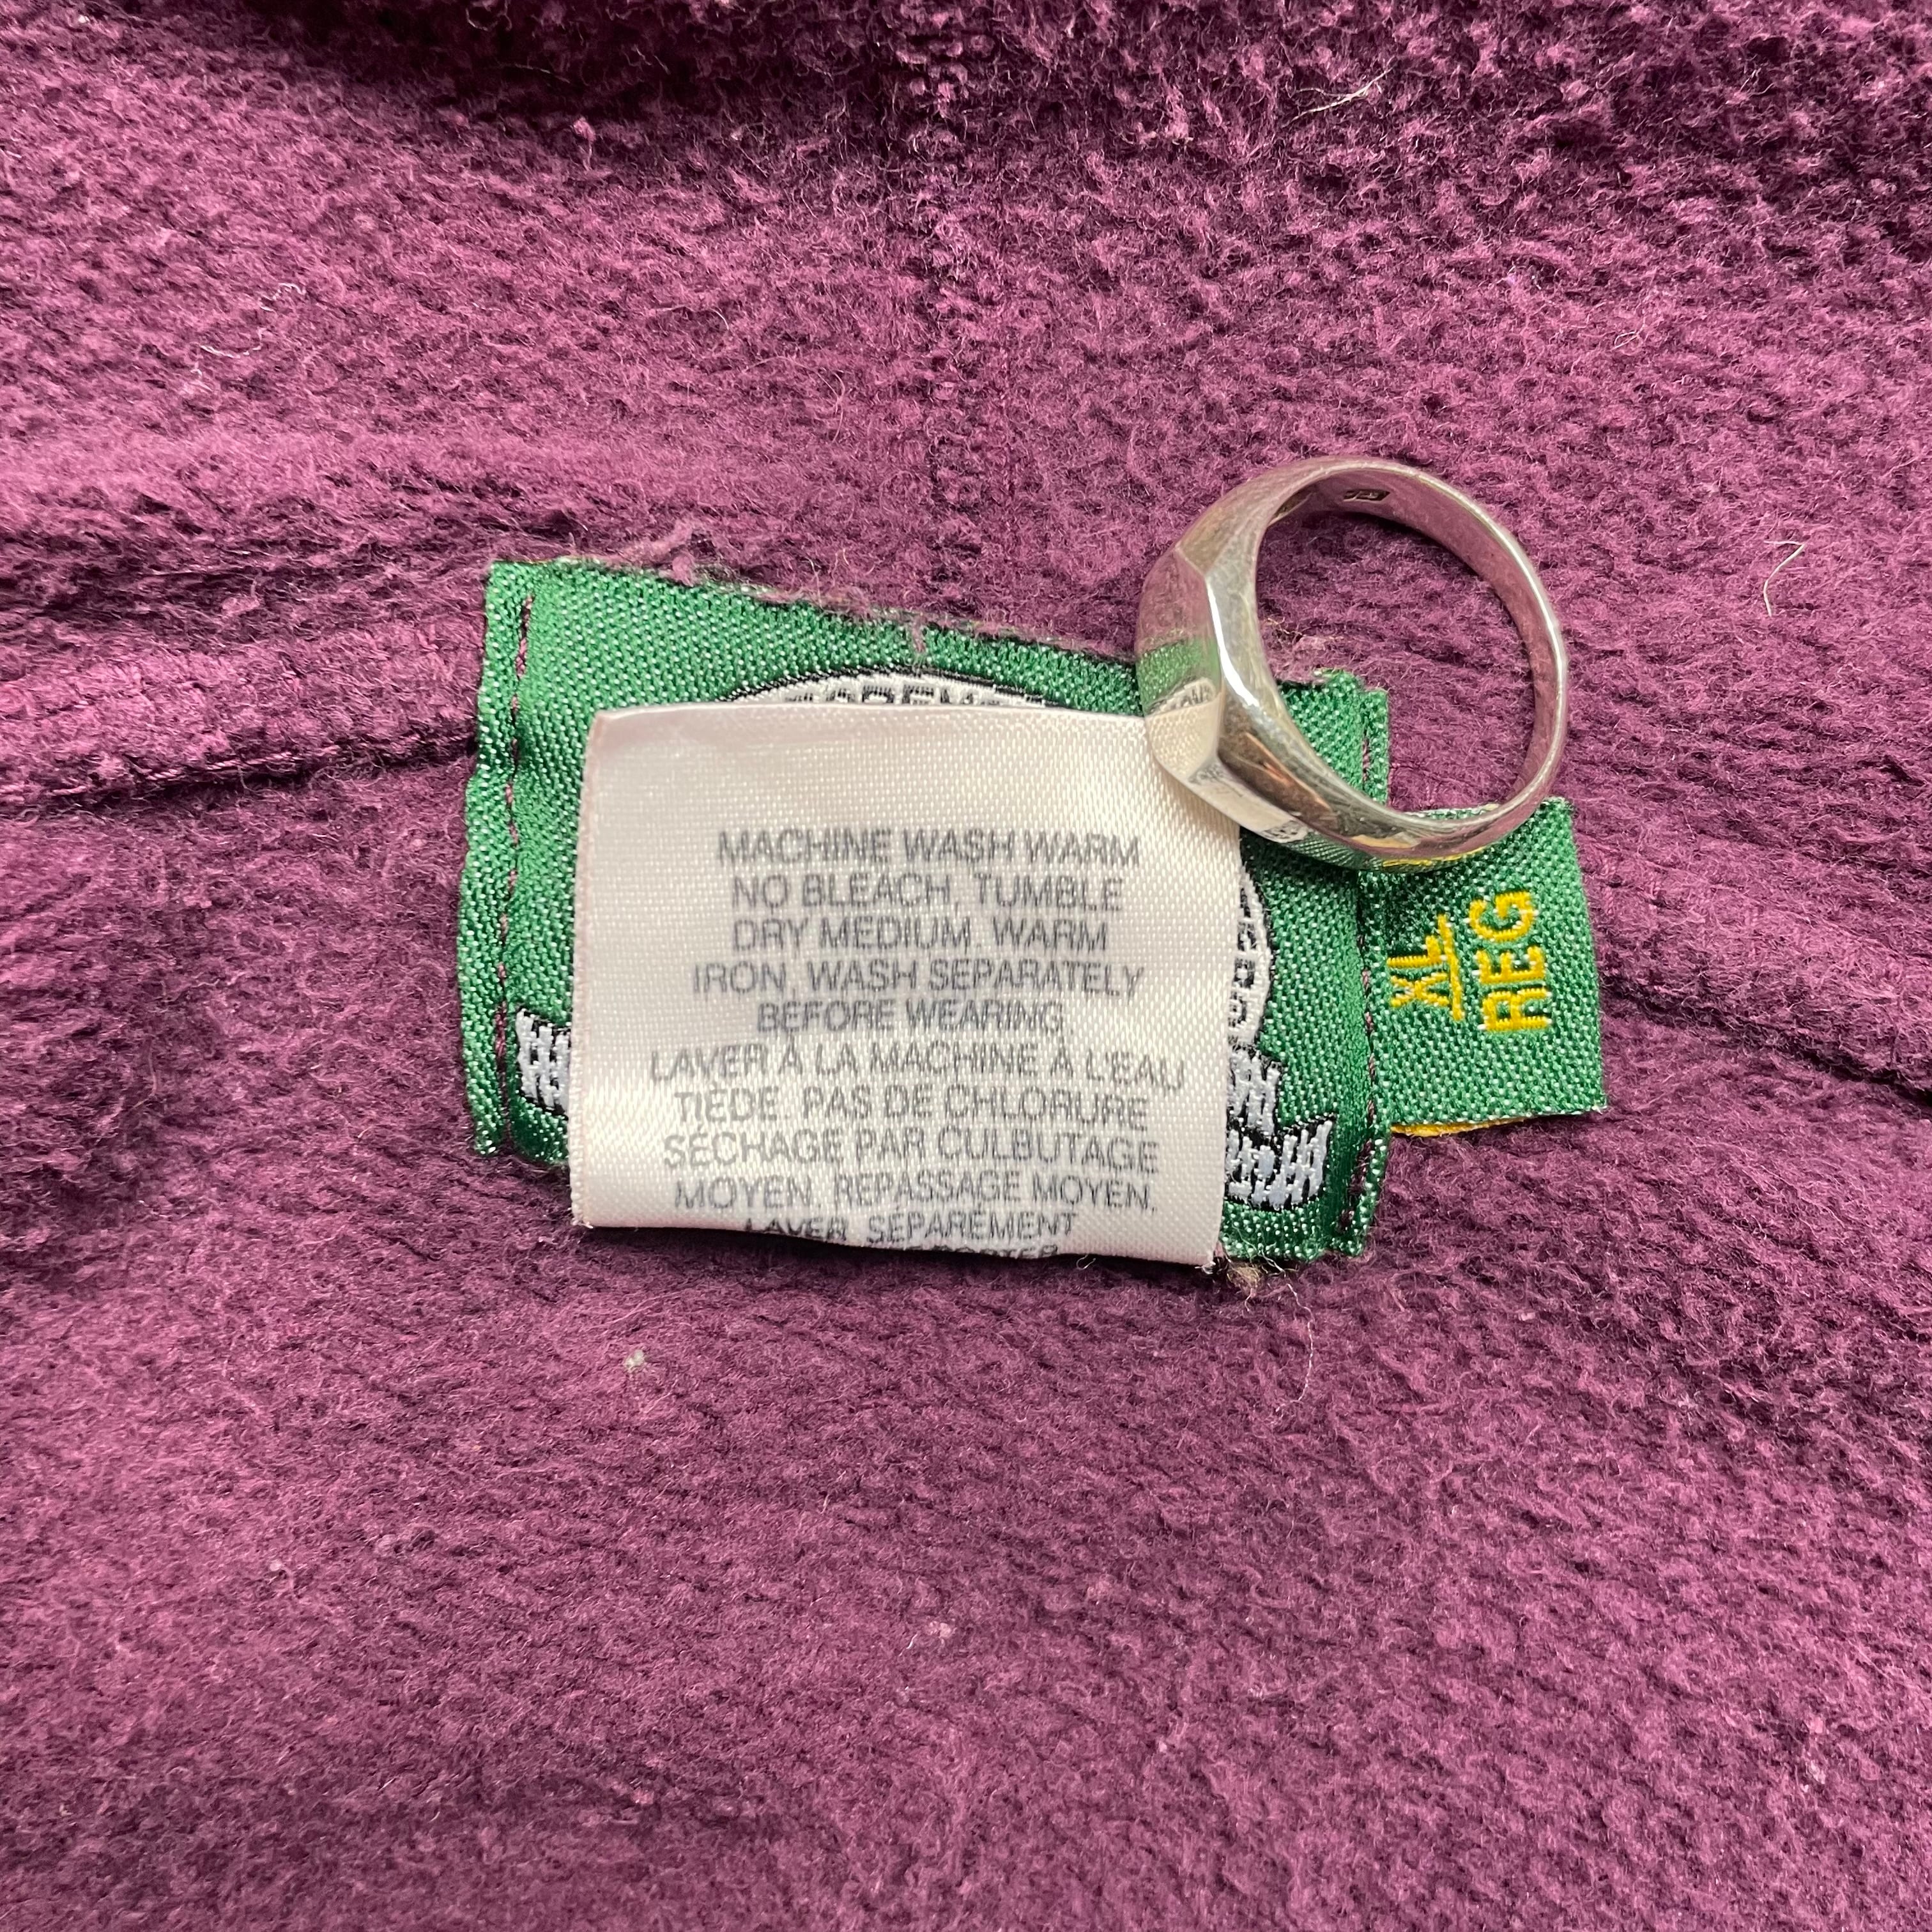 MACHINE WASH WARM
NO BLEACH, TUMBLE
DRY MEDIUM. WARM
IRON, WASH SEPARATELY
BEFORE WEARING
LAVER À LA MACHINE À L'EAU
TIÈDE. PAS DE CHLORURE
SÉCHAGE PAR CULBUTAGE
MOYEN, REPASSAGE MOYEN,
LAVER SÉPARÉMENT
XL
REG